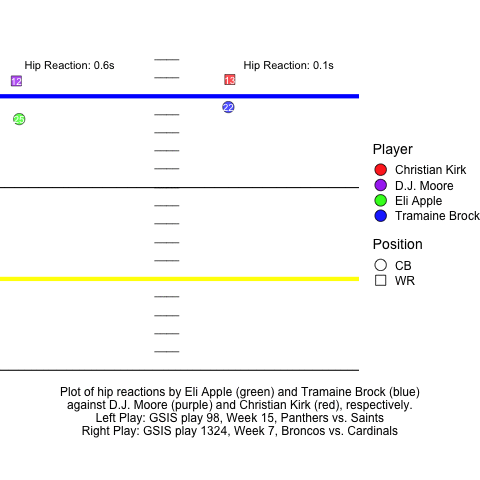 Hip Reaction: 0.6s
Hip Reaction: 0.1s
12
13
25
22
Player
Christian Kirk
D.J. Moore
Eli Apple
Tramaine Brock
Position
CB
WR
Plot of hip reactions by Eli Apple (green) and Tramaine Brock (blue)
against D.J. Moore (purple) and Christian Kirk (red), respectively.
Left Play: GSIS play 98, Week 15, Panthers vs. Saints
Right Play: GSIS play 1324, Week 7, Broncos vs. Cardinals